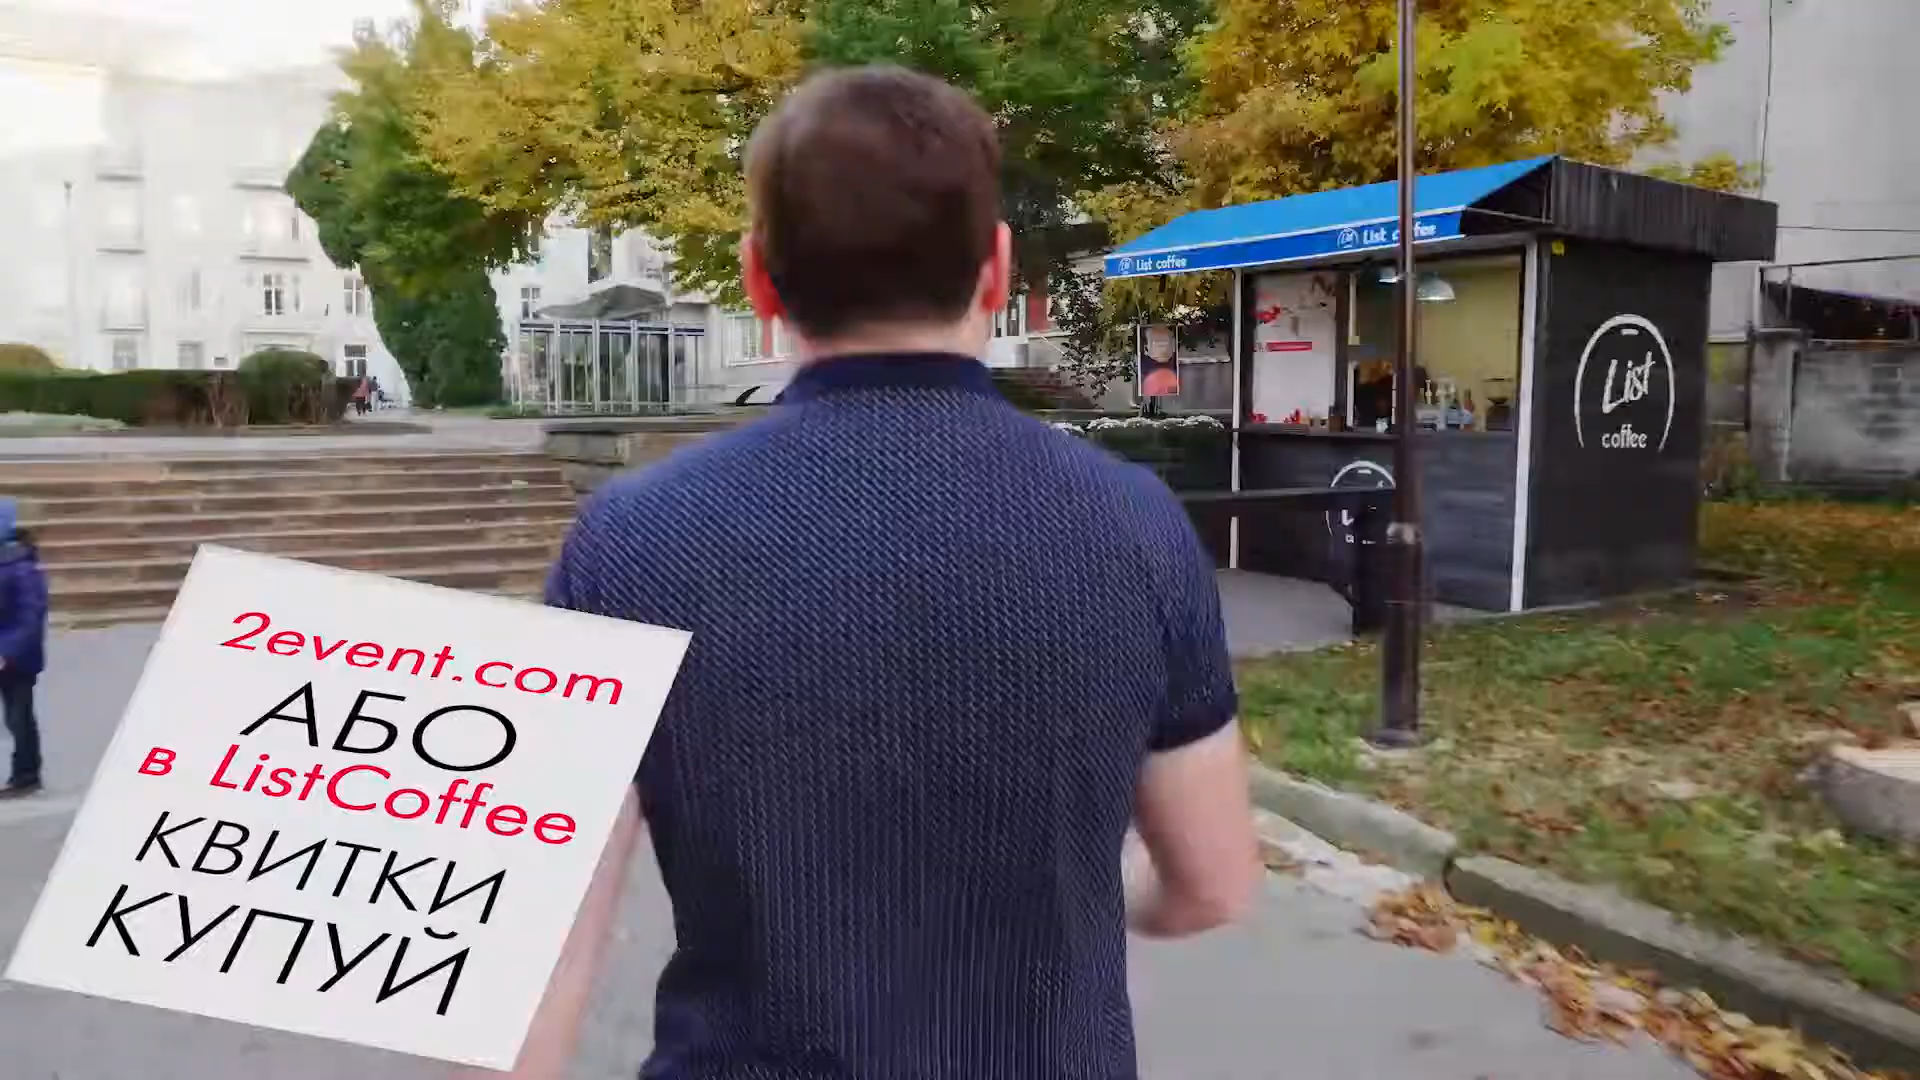 2event.com
АБО
в ListCoffee
КВИТКИ
КУПУЙ
List coffee
List coffee
List
coffee